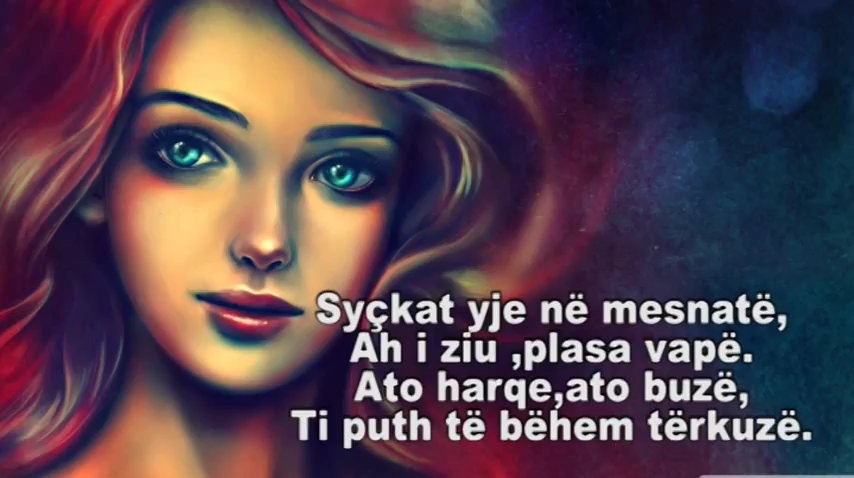 Syçkat yje në mesnatë,
Ah i ziu ,plasa vapë.
Ato harqe,ato buzë,
Ti puth të bëhem tërkuzë.